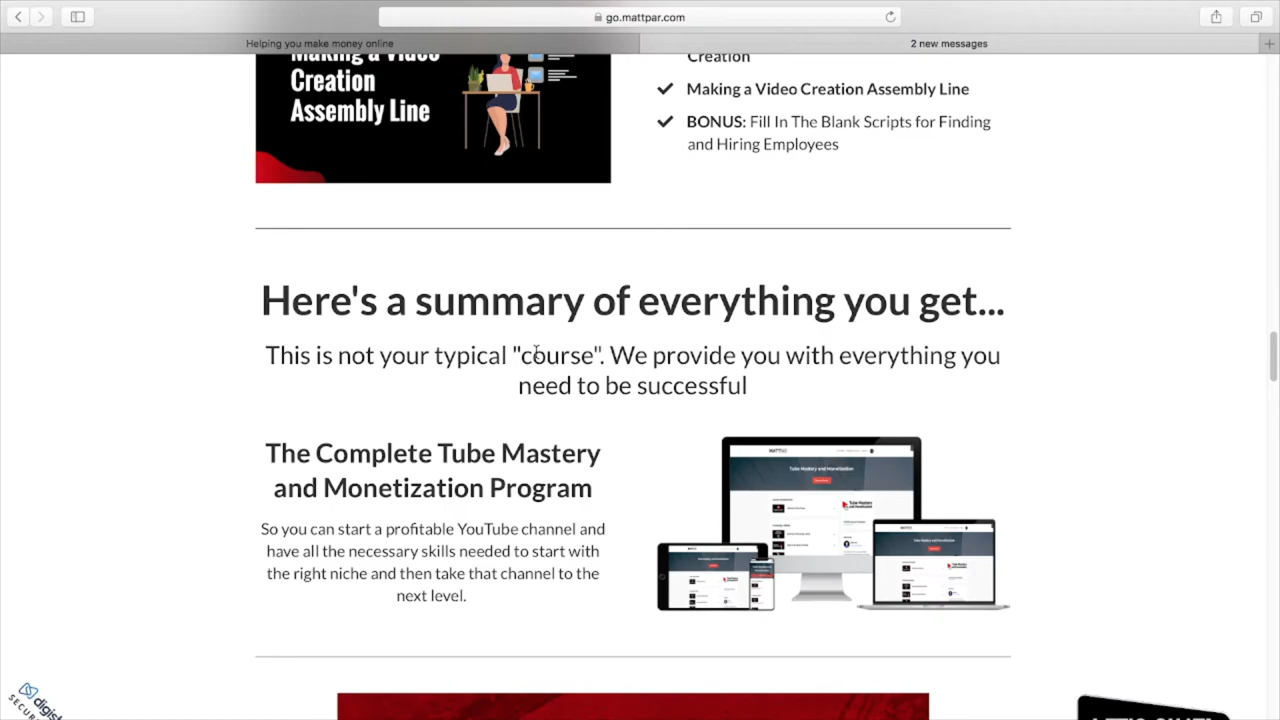 go.mattpar.com
Helping you make money online
2 new messages
Making a Video
Creation
Assembly Line
Creation
Making a Video Creation Assembly Line
BONUS: Fill In The Blank Scripts for Finding
and Hiring Employees
Here's a summary of everything you get...
This is not your typical "course". We provide you with everything you
need to be successful
The Complete Tube Mastery
and Monetization Program
So you can start a profitable YouTube channel and
have all the necessary skills needed to start with
the right niche and then take that channel to the
next level.
Tube Mastery and Monetization